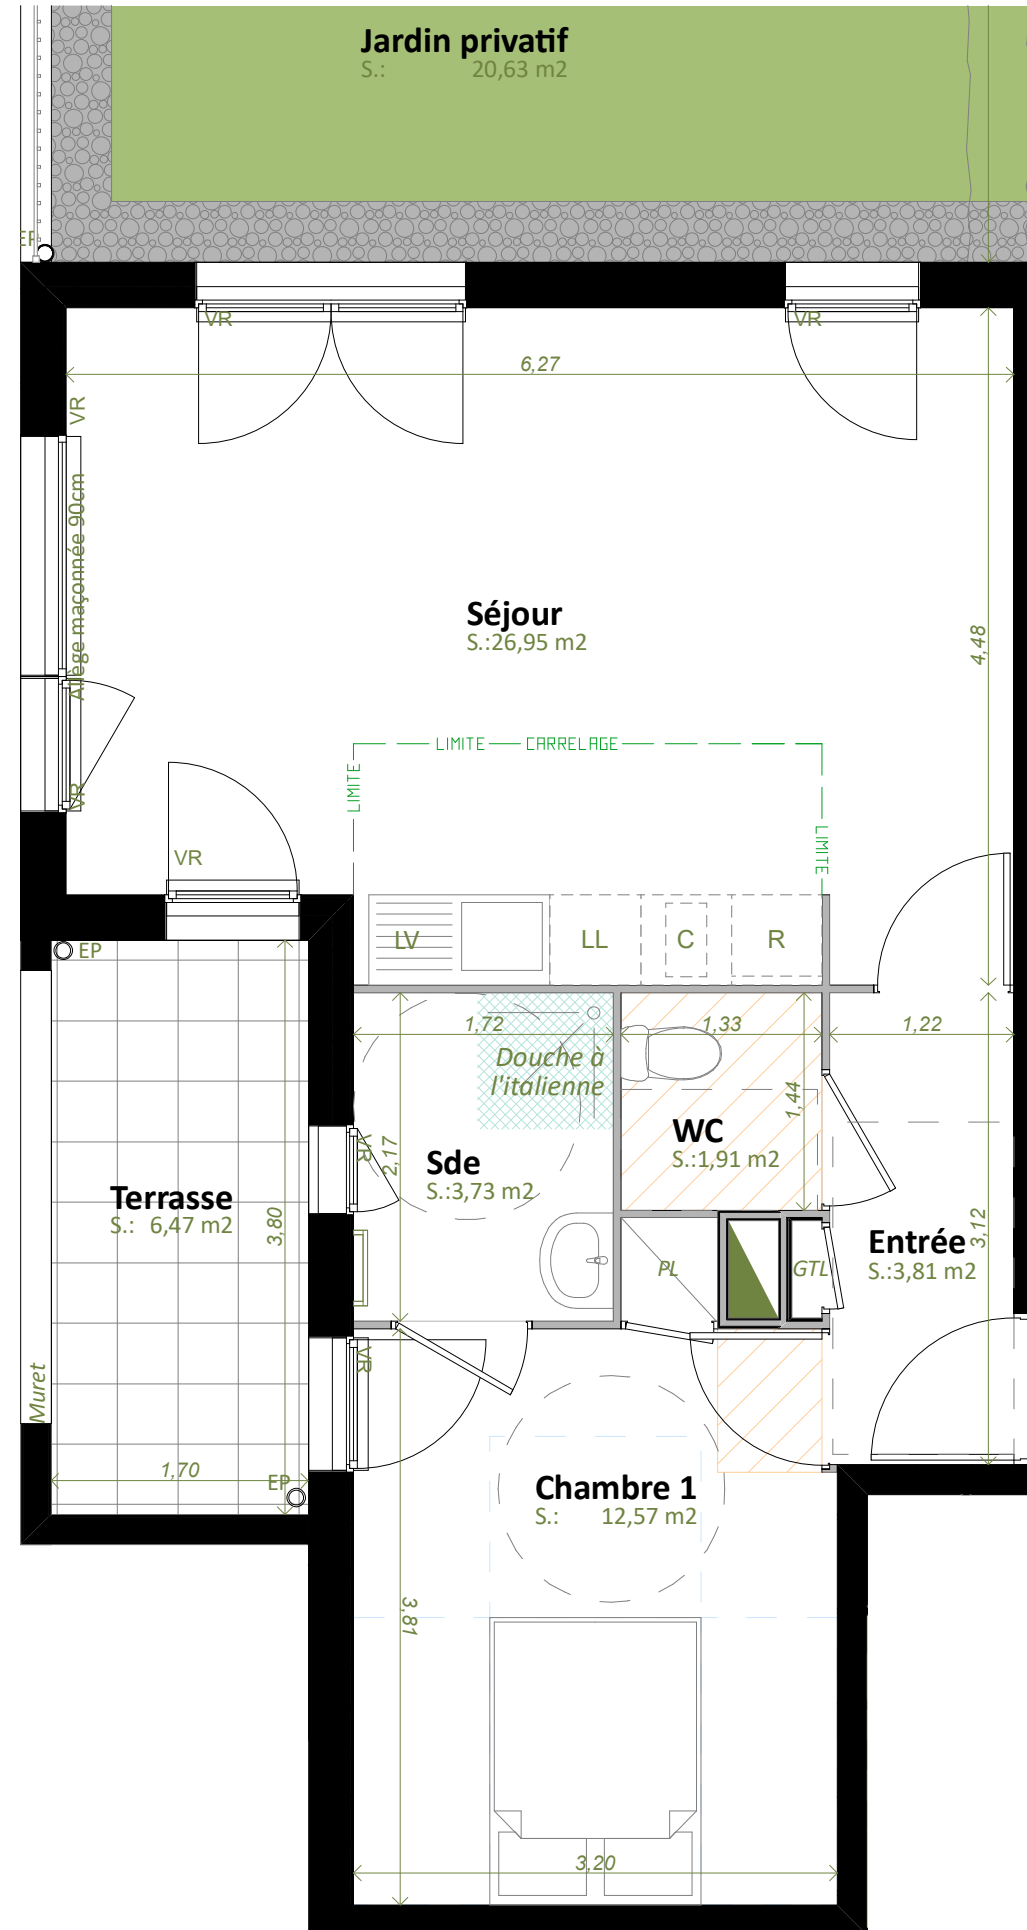 Jardin privatif
S.: 20,63 m2
EP
VR
VR
6,27
VR
Allège maçonnée 90cm
Séjour
S.:26,95 m2
4,48
LIMITE
CARRELAGE
LIMITE
LIMITE
VR
VR
LV
LL
C
R
EP
1,72
1,33
1,22
Douche à
l'italienne
1,44
WC
S.:1,91 m2
VR
2,17
Sde
S.:3,73 m2
Terrasse
S.: 6,47 m2
3,80
Entrée
S.:3,81 m2
3,12
PL
GTL
VR
Muret
1,70
EP
Chambre 1
S.: 12,57 m2
3,81
3,20